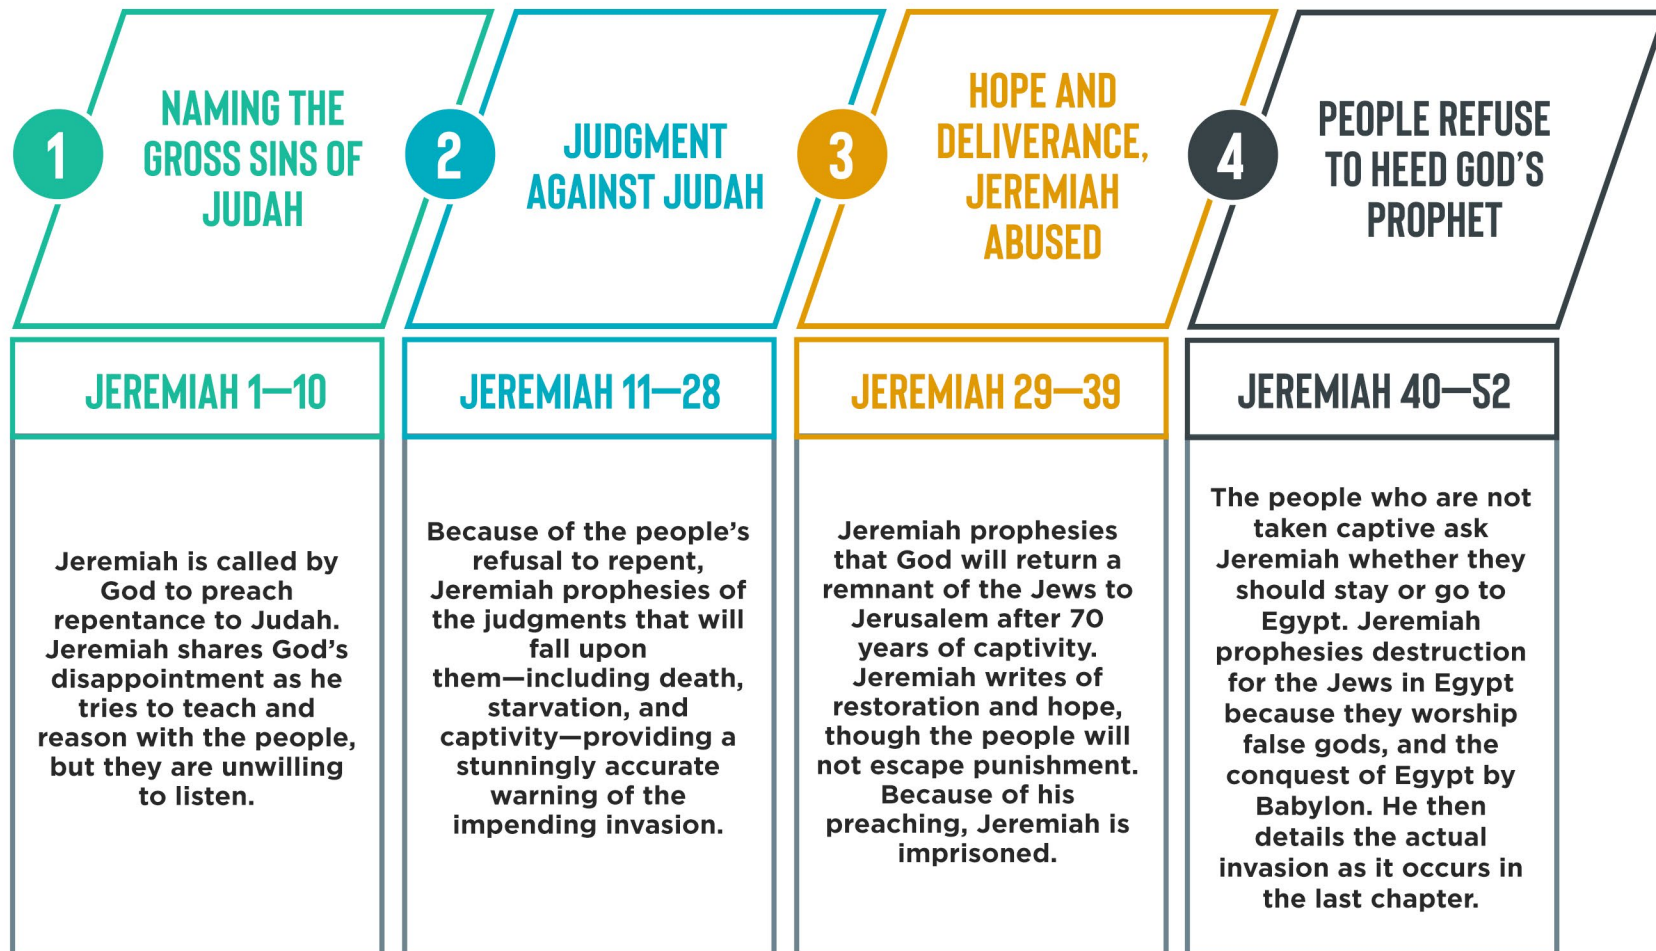 1
NAMING THE
GROSS SINS OF
JUDAH
2
JUDGMENT
AGAINST JUDAH
3
HOPE AND
DELIVERANCE,
JEREMIAH
ABUSED
4
PEOPLE REFUSE
TO HEED GOD'S
PROPHET
JEREMIAH 1—10
Jeremiah is called by
God to preach
repentance to Judah.
Jeremiah shares God's
disappointment as he
tries to teach and
reason with the people,
but they are unwilling
to listen.
JEREMIAH 11—28
Because of the people's
refusal to repent,
Jeremiah prophesies of
the judgments that will
fall upon
them—including death,
starvation, and
captivity—providing a
stunningly accurate
warning of the
impending invasion.
JEREMIAH 29—39
Jeremiah prophesies
that God will return a
remnant of the Jews to
Jerusalem after 70
years of captivity.
Jeremiah writes of
restoration and hope,
though the people will
not escape punishment.
Because of his
preaching, Jeremiah is
imprisoned.
JEREMIAH 40—52
The people who are not
taken captive ask
Jeremiah whether they
should stay or go to
Egypt. Jeremiah
prophesies destruction
for the Jews in Egypt
because they worship
false gods, and the
conquest of Egypt by
Babylon. He then
details the actual
invasion as it occurs in
the last chapter.